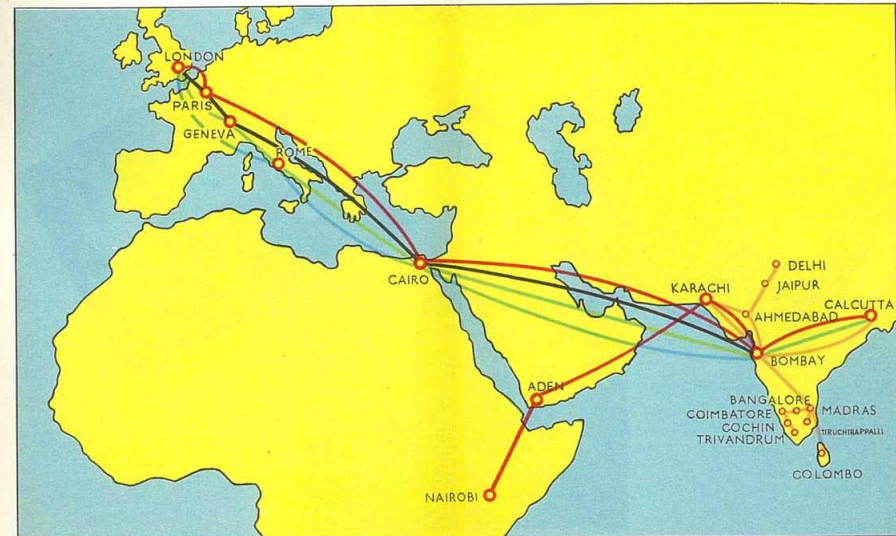 LONDON
PARIS
GENEVA
ROME
CAIRO
KARACHI
DELHI
JAIPUR
AHMEDABAD
CALCUTTA
BOMBAY
ADEN
BANGALORE
MADRAS
COIMBATORE
COCHIN
TIRUCHIRAPPALLI
TRIVANDRUM
COLOMBO
NAIROBI